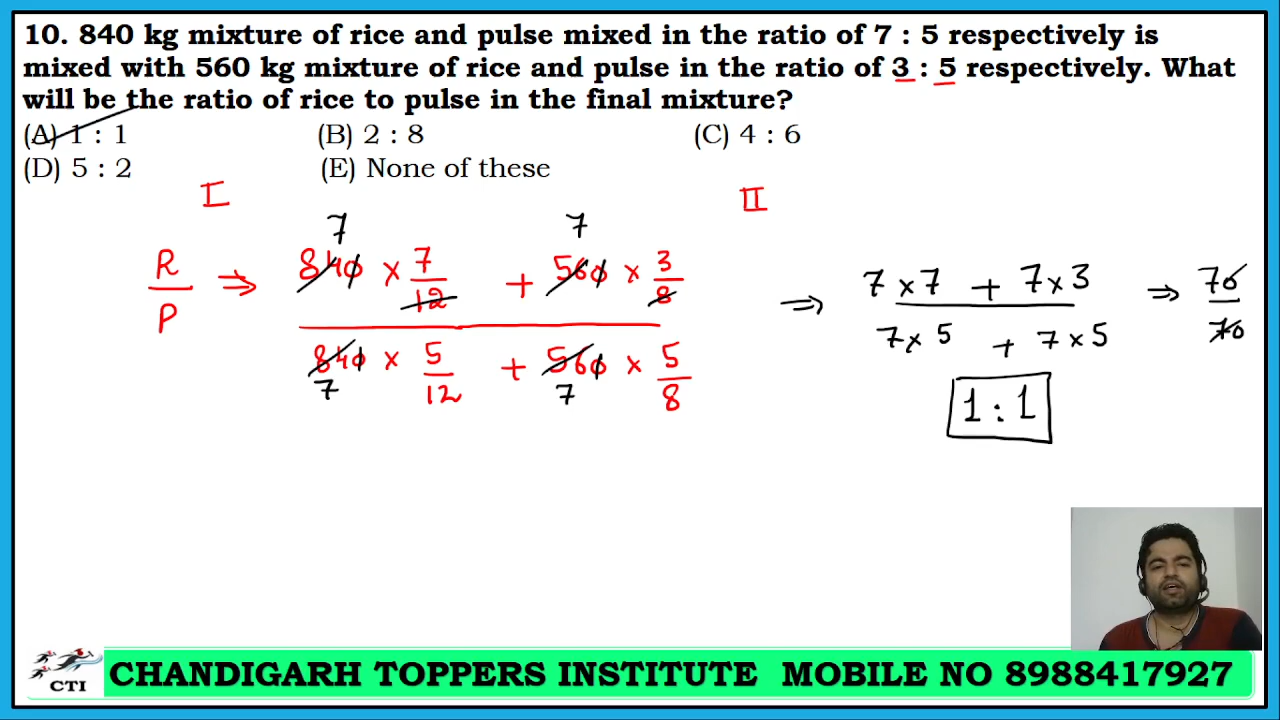 10. 840 kg mixture of rice and pulse mixed in the ratio of 7 : 5 respectively is
mixed with 560 kg mixture of rice and pulse in the ratio of 3 : 5 respectively. What
will be the ratio of rice to pulse in the final mixture?
(A) 1 : 1 (B) 2 : 8 (C) 4 : 6
(D) 5 : 2 (E) None of these
I II
7 7
R/P ⇒ 840 × 7/12 + 560 × 3/8
840 × 5/12 + 560 × 5/8
7 7
⇒ 7×7 + 7×3 ⇒ 70
7×5 + 7×5 70
1 : 1
CTI
CHANDIGARH TOPPERS INSTITUTE MOBILE NO 8988417927